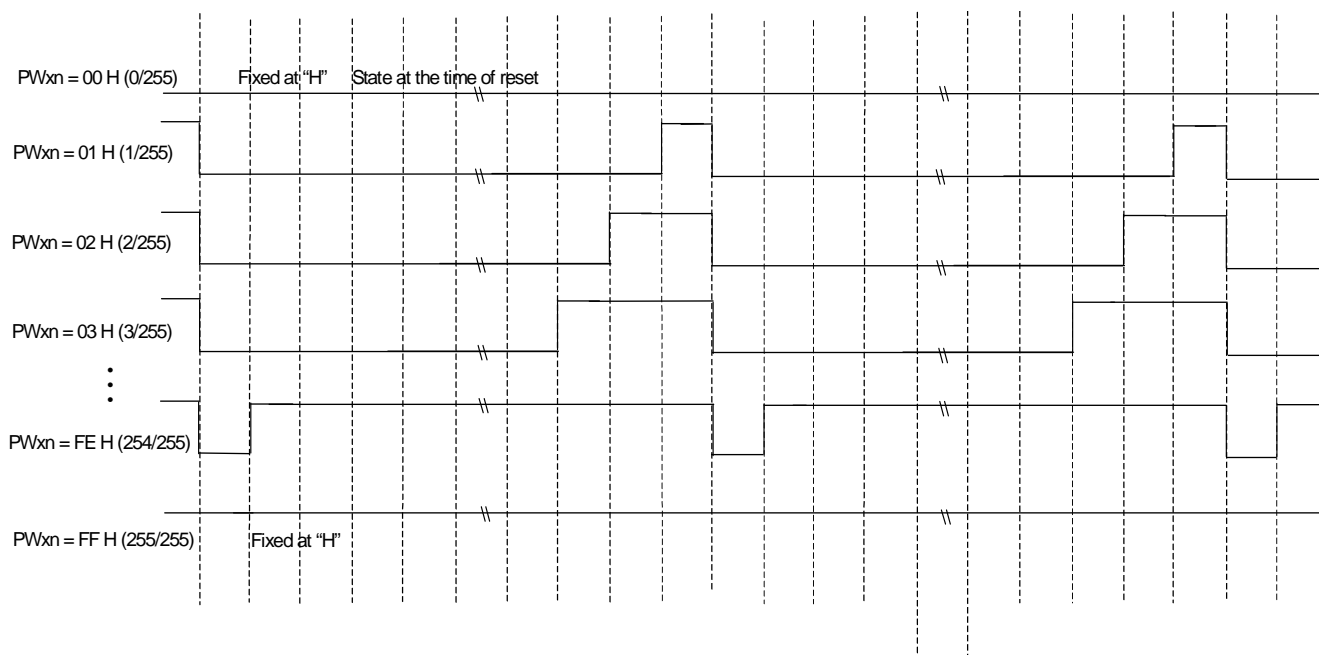 PWxn = 00 H (0/255) Fixed at “H” State at the time of reset
PWxn = 01 H (1/255)
PWxn = 02 H (2/255)
PWxn = 03 H (3/255)
PWxn = FE H (254/255)
PWxn = FF H (255/255) Fixed at “H”